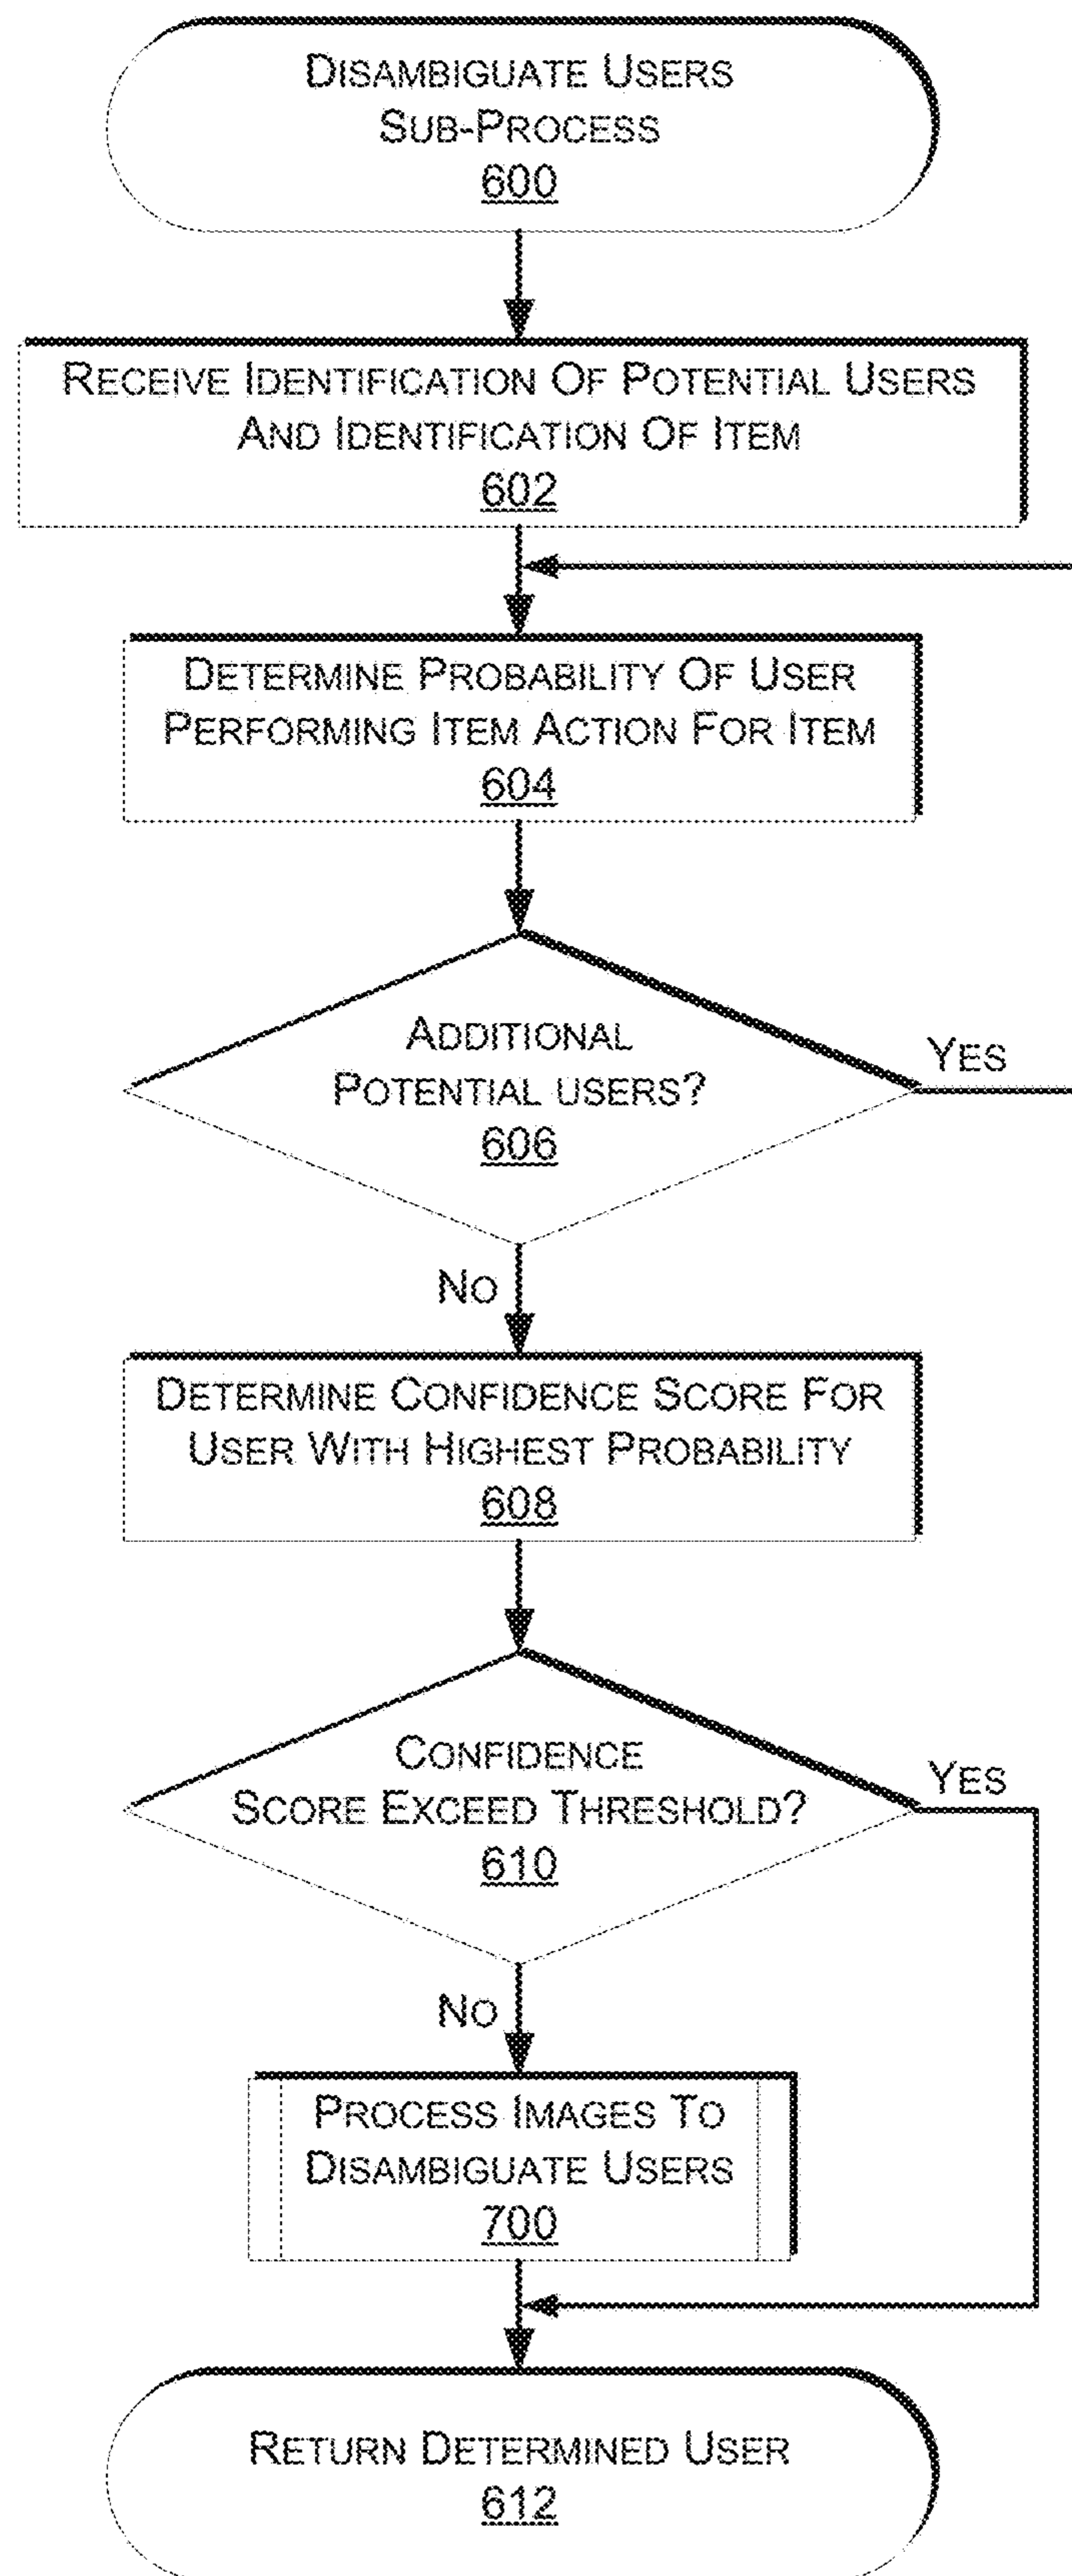 DISAMBIGUATE USERS
SUB-PROCESS
600
RECEIVE IDENTIFICATION OF POTENTIAL USERS
AND IDENTIFICATION OF ITEM
602
DETERMINE PROBABILITY OF USER
PERFORMING ITEM ACTION FOR ITEM
604
ADDITIONAL
POTENTIAL USERS?
606
YES
NO
DETERMINE CONFIDENCE SCORE FOR
USER WITH HIGHEST PROBABILITY
608
CONFIDENCE
SCORE EXCEED THRESHOLD?
610
YES
NO
PROCESS IMAGES TO
DISAMBIGUATE USERS
700
RETURN DETERMINED USER
612